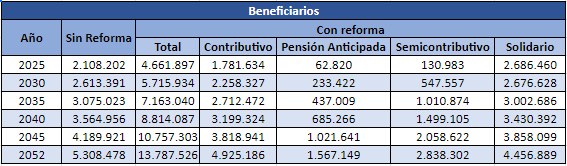 Beneficiarios
Año Sin Reforma Con reforma
Total Contributivo Pensión Anticipada Semicontributivo Solidario
2025 2.108.202 4.661.897 1.781.634 62.820 130.983 2.686.460
2030 2.613.391 5.715.934 2.258.327 233.422 547.557 2.676.628
2035 3.075.023 7.163.040 2.712.472 437.009 1.010.874 3.002.686
2040 3.564.956 8.814.087 3.199.324 685.266 1.499.105 3.430.392
2045 4.189.921 10.757.303 3.818.941 1.021.641 2.058.622 3.858.099
2052 5.308.478 13.787.526 4.925.186 1.567.149 2.838.302 4.456.889